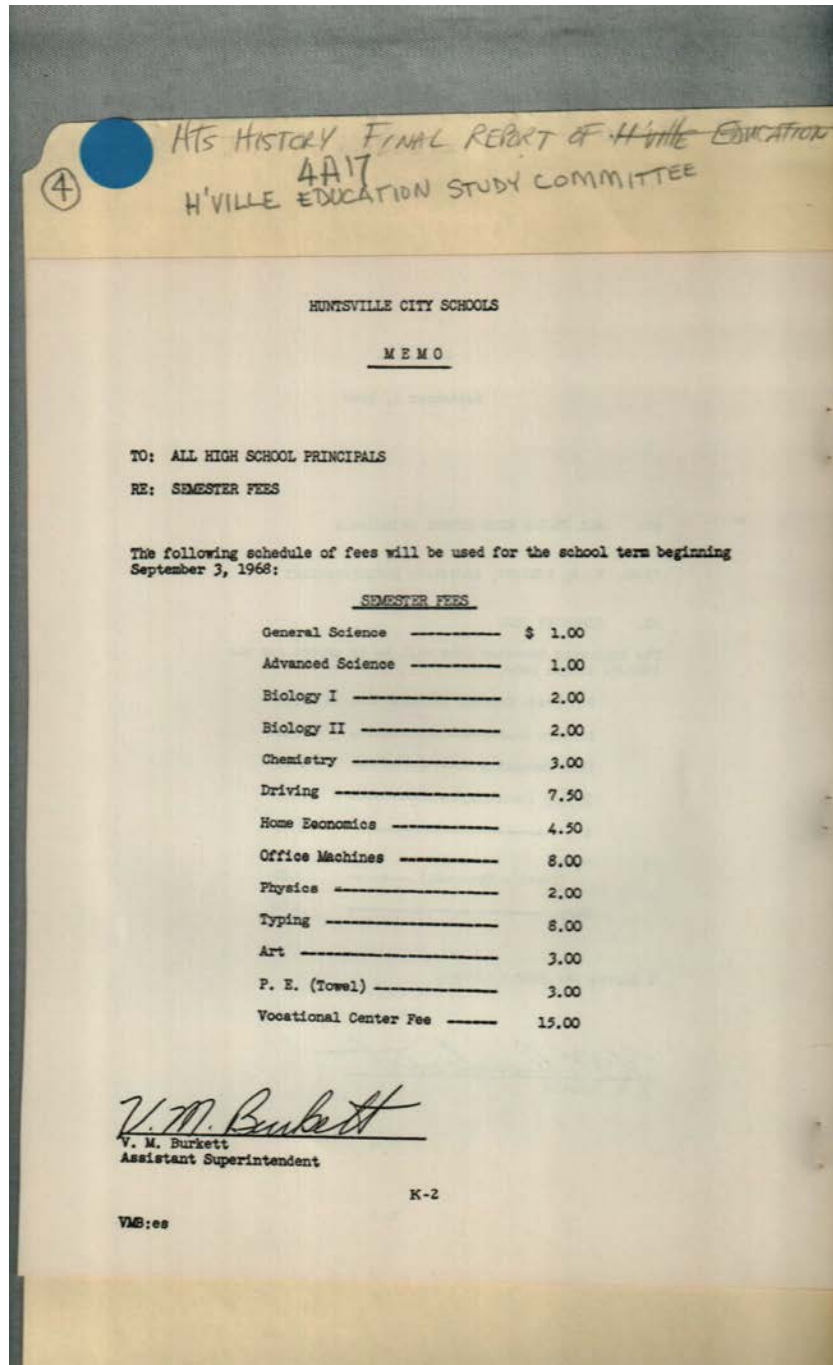 HTS HISTORY FINAL REPORT OF H'ville EDUCATION
4A17
④ H'VILLE EDUCATION STUDY COMMITTEE
HUNTSVILLE CITY SCHOOLS
M E M O
TO: ALL HIGH SCHOOL PRINCIPALS
RE: SEMESTER FEES
The following schedule of fees will be used for the school term beginning
September 3, 1968:
SEMESTER FEES
General Science ----------- $ 1.00
Advanced Science ----------- 1.00
Biology I ------------------ 2.00
Biology II ----------------- 2.00
Chemistry ------------------ 3.00
Driving -------------------- 7.50
Home Economics ------------- 4.50
Office Machines ------------ 8.00
Physics -------------------- 2.00
Typing --------------------- 8.00
Art ------------------------ 3.00
P. E. (Towel) --------------- 3.00
Vocational Center Fee ------ 15.00
V. M. Burkett
V. M. Burkett
Assistant Superintendent
K-2
VMB:es